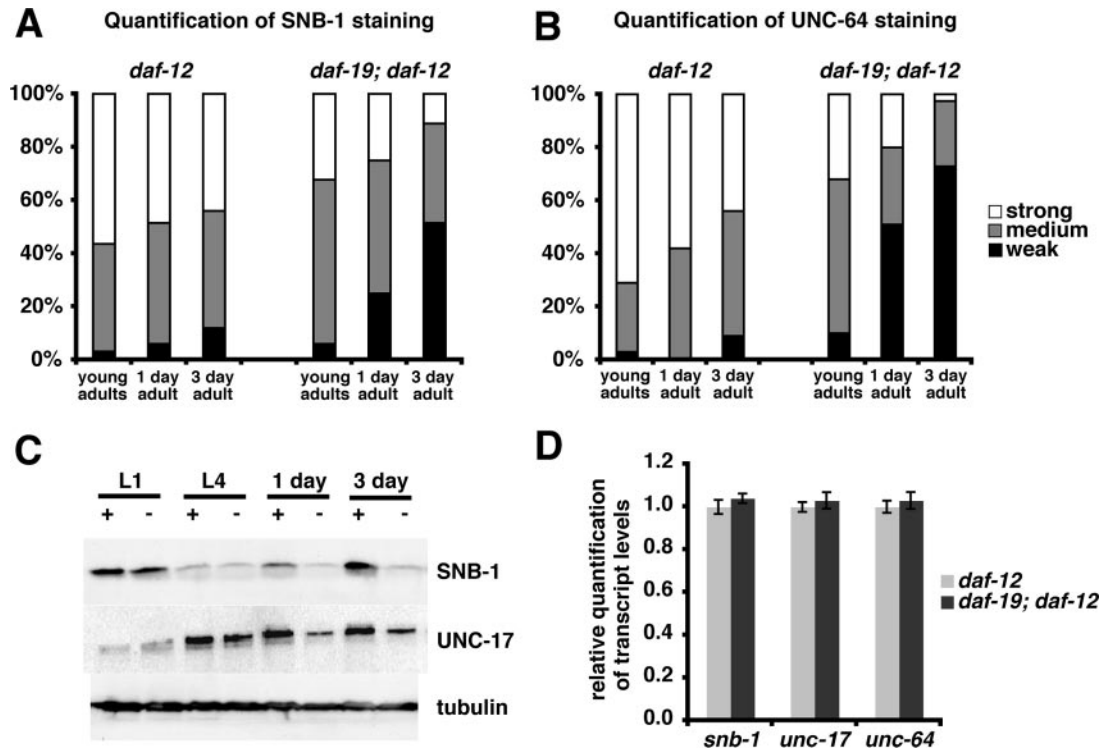 A
Quantification of SNB-1 staining
daf-12
daf-19; daf-12
100%
80%
60%
40%
20%
0%
young adults
1 day adult
3 day adult
young adults
1 day adult
3 day adult
B
Quantification of UNC-64 staining
daf-12
daf-19; daf-12
100%
80%
60%
40%
20%
0%
young adults
1 day adult
3 day adult
young adults
1 day adult
3 day adult
strong
medium
weak
C
L1 L4 1 day 3 day
+ - + - + - + -
SNB-1
UNC-17
tubulin
D
relative quantification
of transcript levels
1.2
1.0
0.8
0.6
0.4
0.2
0.0
snb-1 unc-17 unc-64
daf-12
daf-19; daf-12